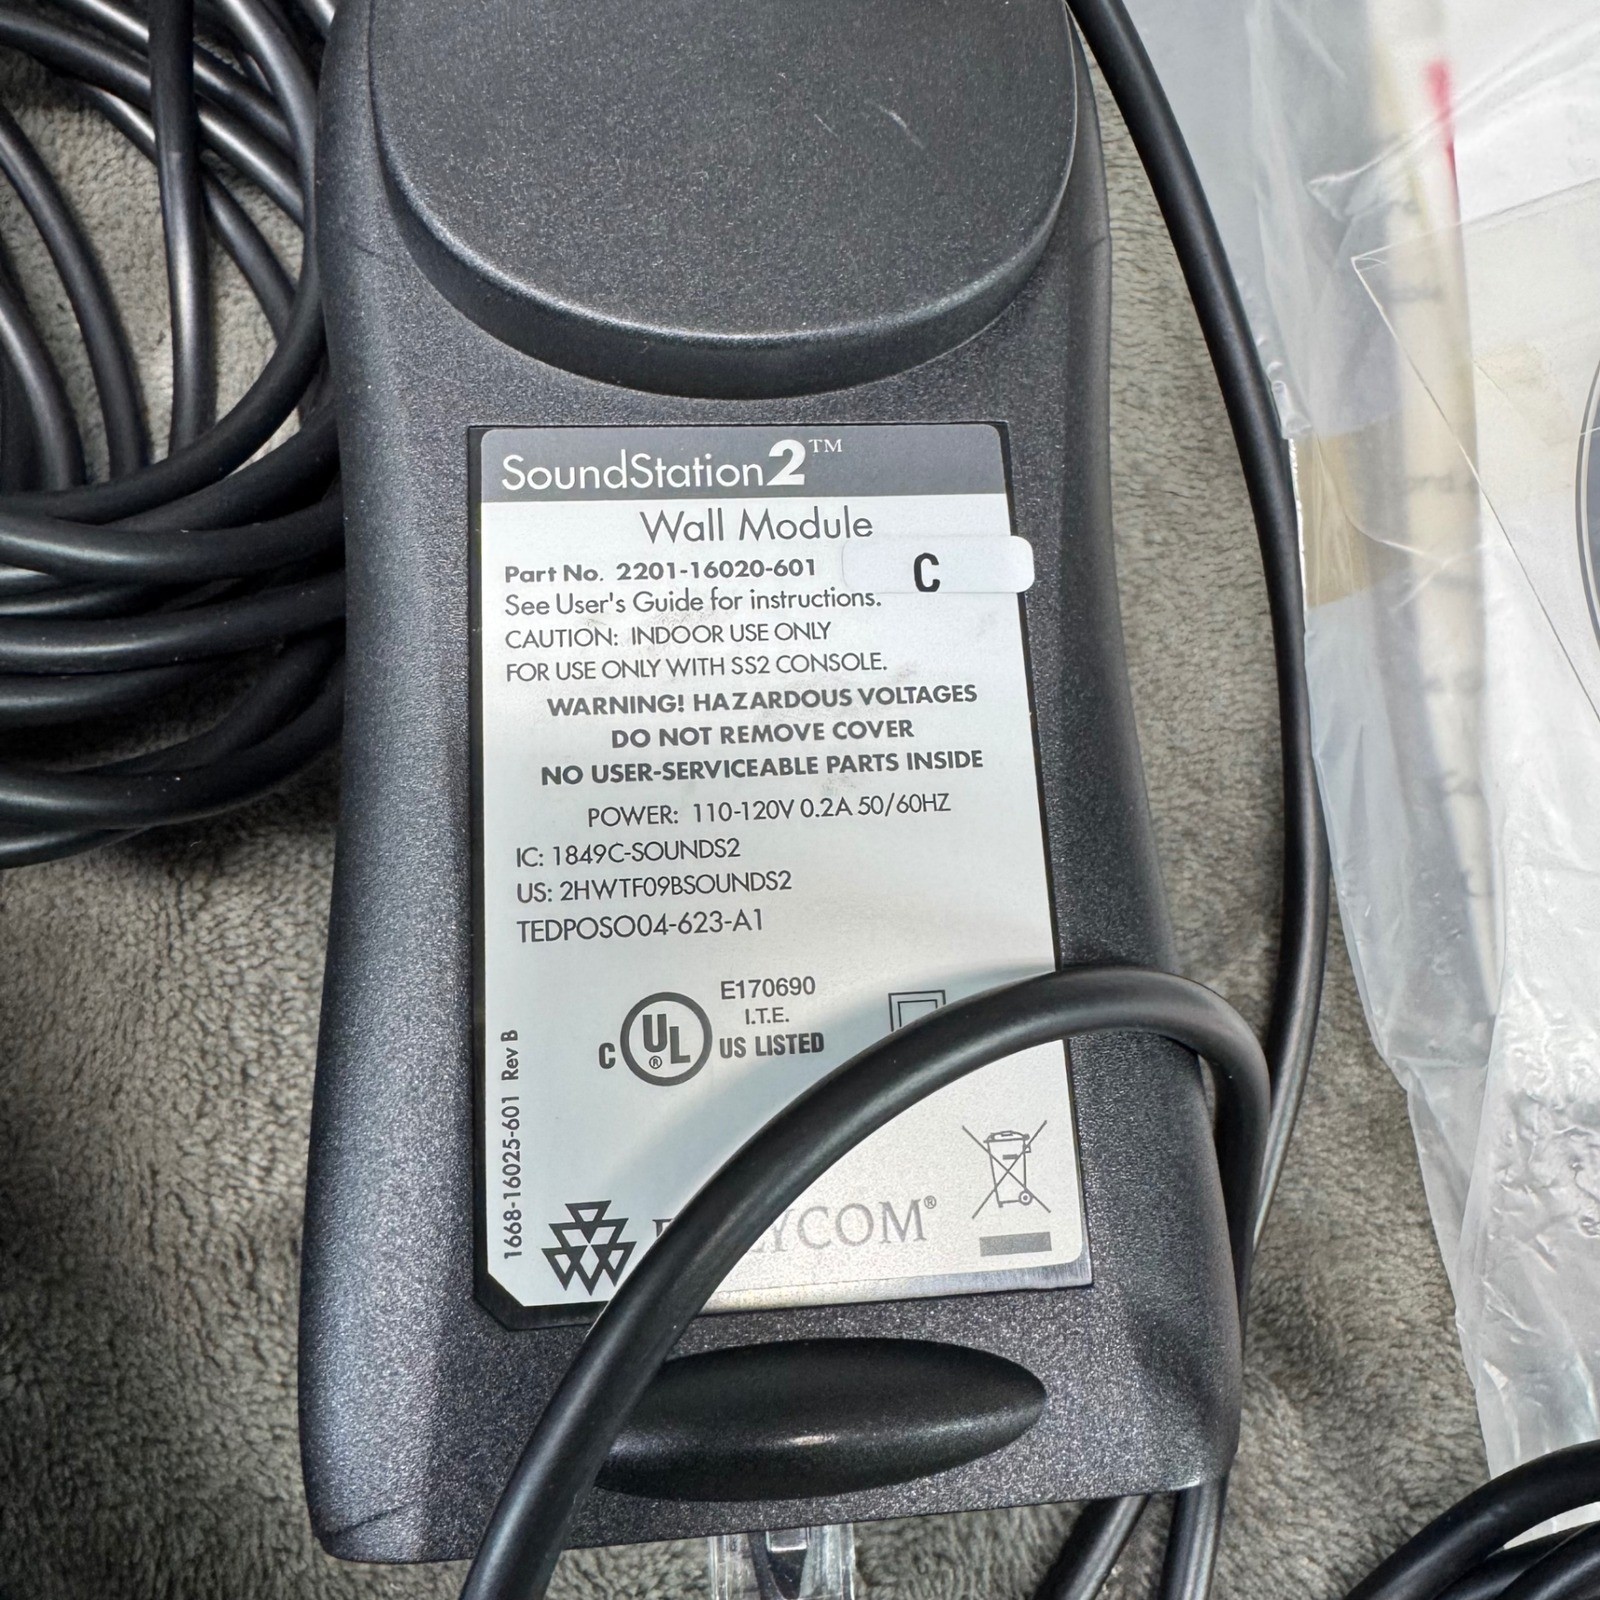 SoundStation2™
Wall Module
Part No. 2201-16020-601 C
See User's Guide for instructions.
CAUTION: INDOOR USE ONLY
FOR USE ONLY WITH SS2 CONSOLE.
WARNING! HAZARDOUS VOLTAGES
DO NOT REMOVE COVER
NO USER-SERVICEABLE PARTS INSIDE
POWER: 110-120V 0.2A 50/60HZ
IC: 1849C-SOUNDS2
US: 2HWTF09BSOUNDS2
TEDPOSO04-623-A1
E170690
I.T.E.
C UL® US LISTED
1668-16025-601 Rev B
YCOM®